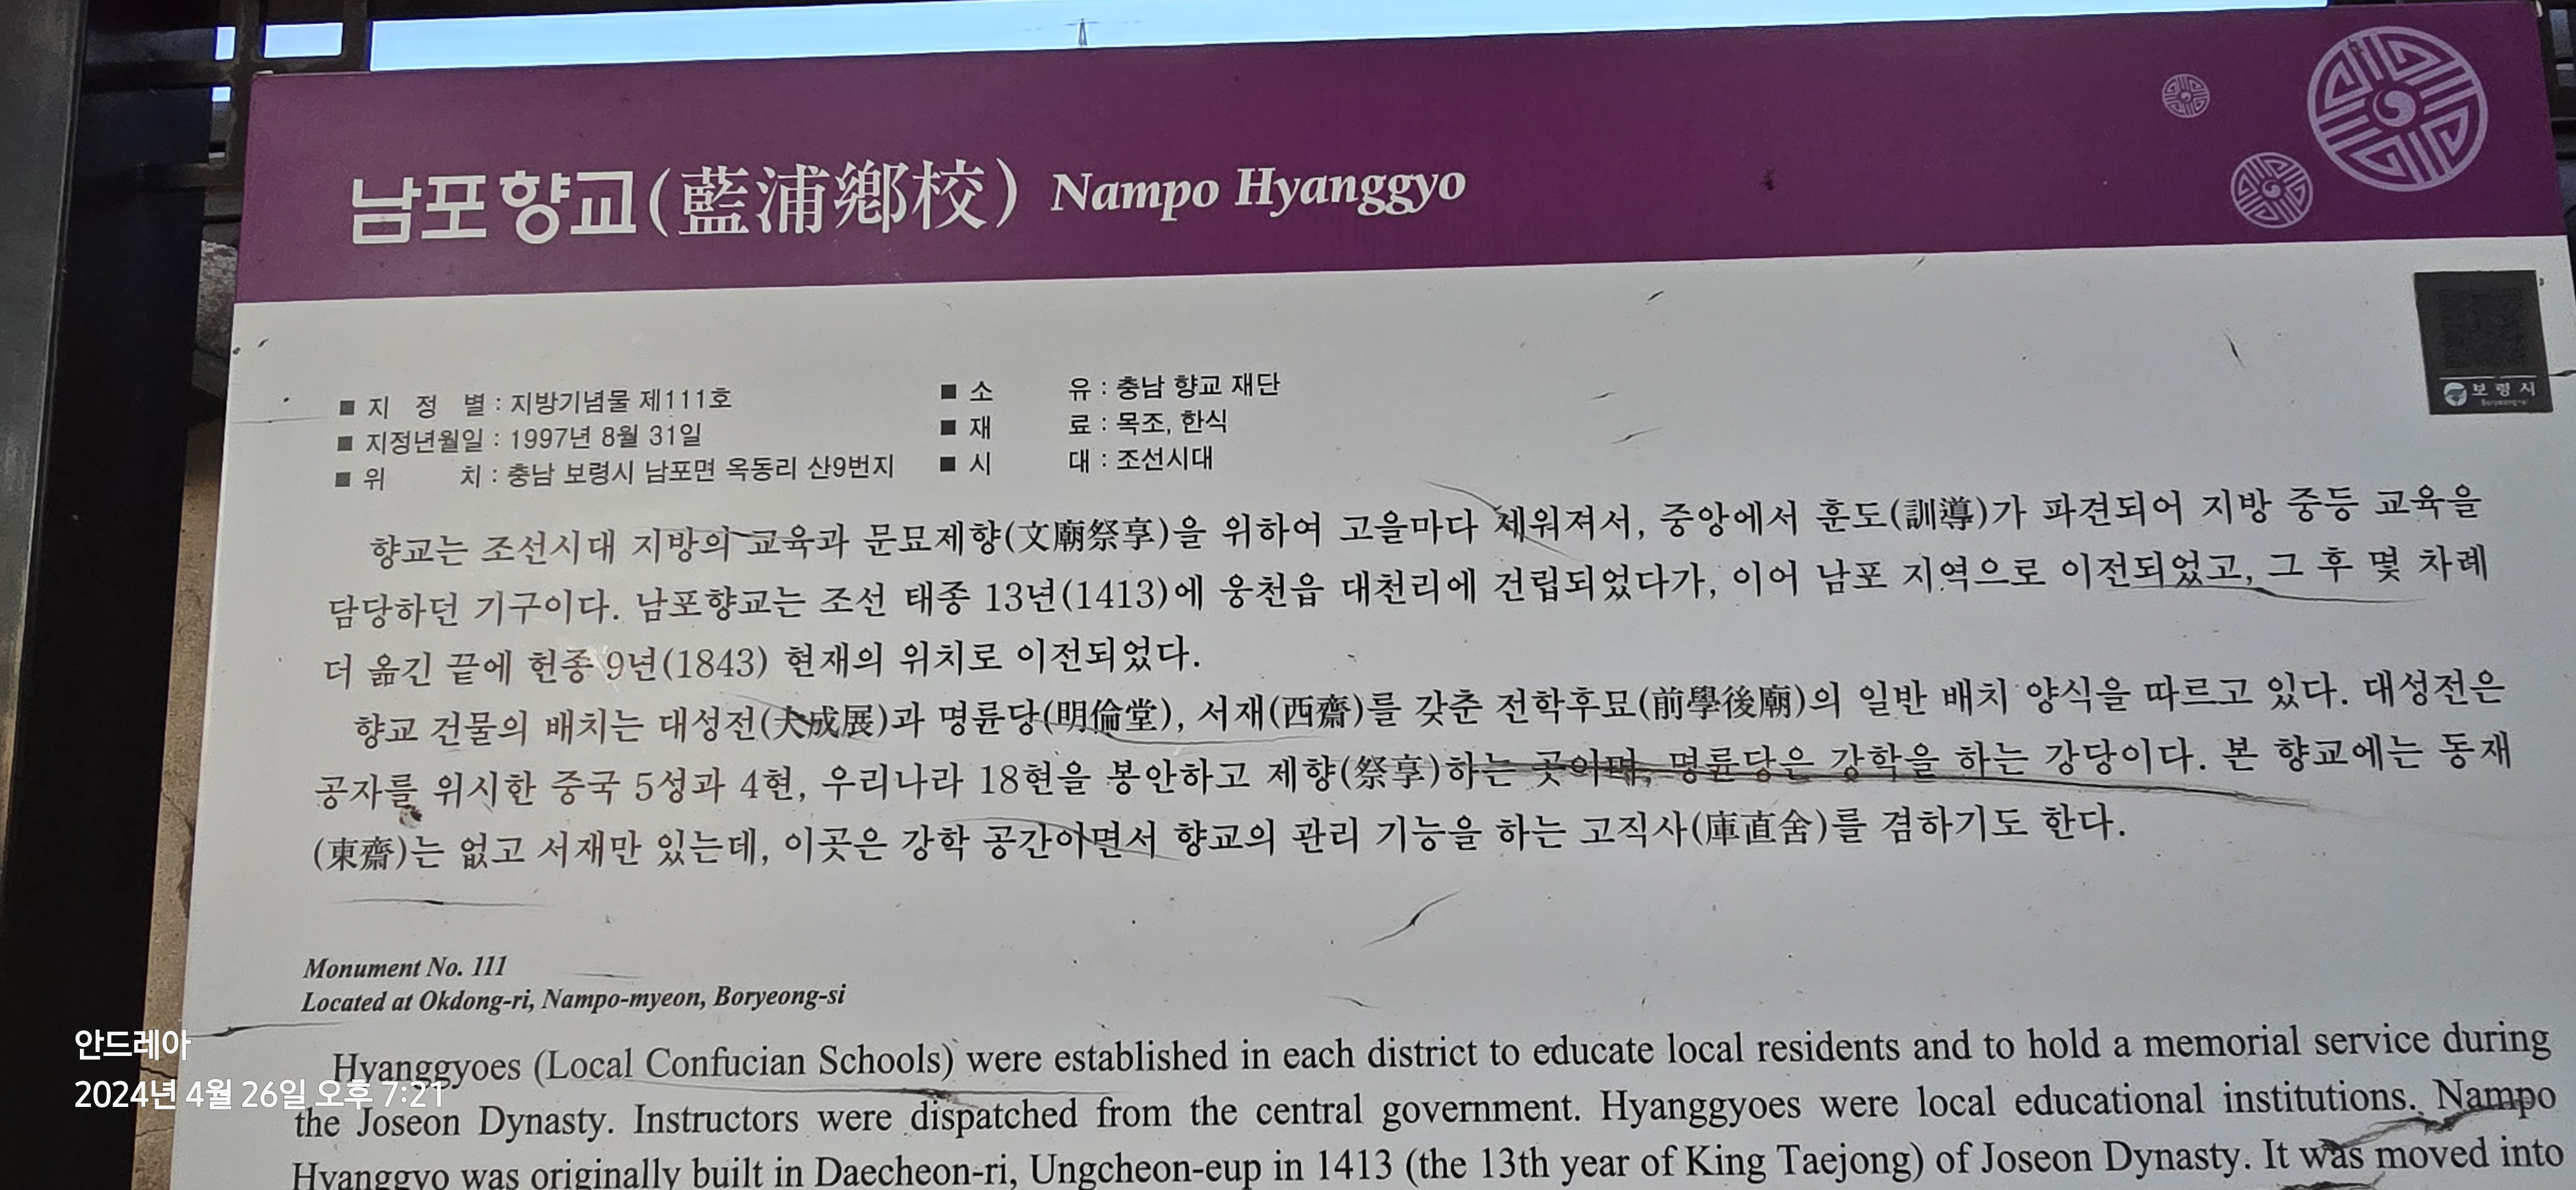 남포향교(藍浦鄕校) Nampo Hyanggyo
■ 지 정 별 : 지방기념물 제111호
■ 지정년월일 : 1997년 8월 31일
■ 위 치 : 충남 보령시 남포면 옥동리 산9번지
■ 소 유 : 충남 향교 재단
■ 재 료 : 목조, 한식
■ 시 대 : 조선시대
보령시
향교는 조선시대 지방의 교육과 문묘제향(文廟祭享)을 위하여 고을마다 세워져서, 중앙에서 훈도(訓導)가 파견되어 지방 중등 교육을
담당하던 기구이다. 남포향교는 조선 태종 13년(1413)에 웅천읍 대천리에 건립되었다가, 이어 남포 지역으로 이전되었고, 그 후 몇 차례
더 옮긴 끝에 헌종 9년(1843) 현재의 위치로 이전되었다.
향교 건물의 배치는 대성전(大成展)과 명륜당(明倫堂), 서재(西齋)를 갖춘 전학후묘(前學後廟)의 일반 배치 양식을 따르고 있다. 대성전은
공자를 위시한 중국 5성과 4현, 우리나라 18현을 봉안하고 제향(祭享)하는 곳이며, 명륜당은 강학을 하는 강당이다. 본 향교에는 동재
(東齋)는 없고 서재만 있는데, 이곳은 강학 공간이면서 향교의 관리 기능을 하는 고직사(庫直舍)를 겸하기도 한다.
Monument No. 111
Located at Okdong-ri, Nampo-myeon, Boryeong-si
Hyanggyoes (Local Confucian Schools) were established in each district to educate local residents and to hold a memorial service during
the Joseon Dynasty. Instructors were dispatched from the central government. Hyanggyoes were local educational institutions. Nampo
Hyanggyo was originally built in Daecheon-ri, Ungcheon-eup in 1413 (the 13th year of King Taejong) of Joseon Dynasty. It was moved into
안드레아
2024년 4월 26일 오후 7:21